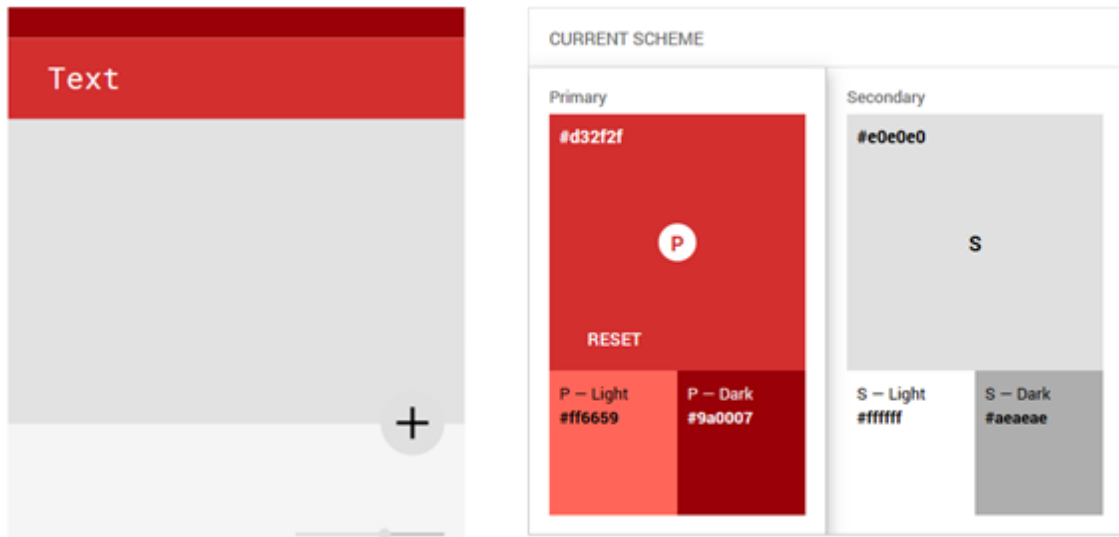 Text
CURRENT SCHEME
Primary
#d32f2f
P
RESET
P — Light
#ff6659
P — Dark
#9a0007
Secondary
#e0e0e0
S
S — Light
#ffffff
S — Dark
#aeaeae